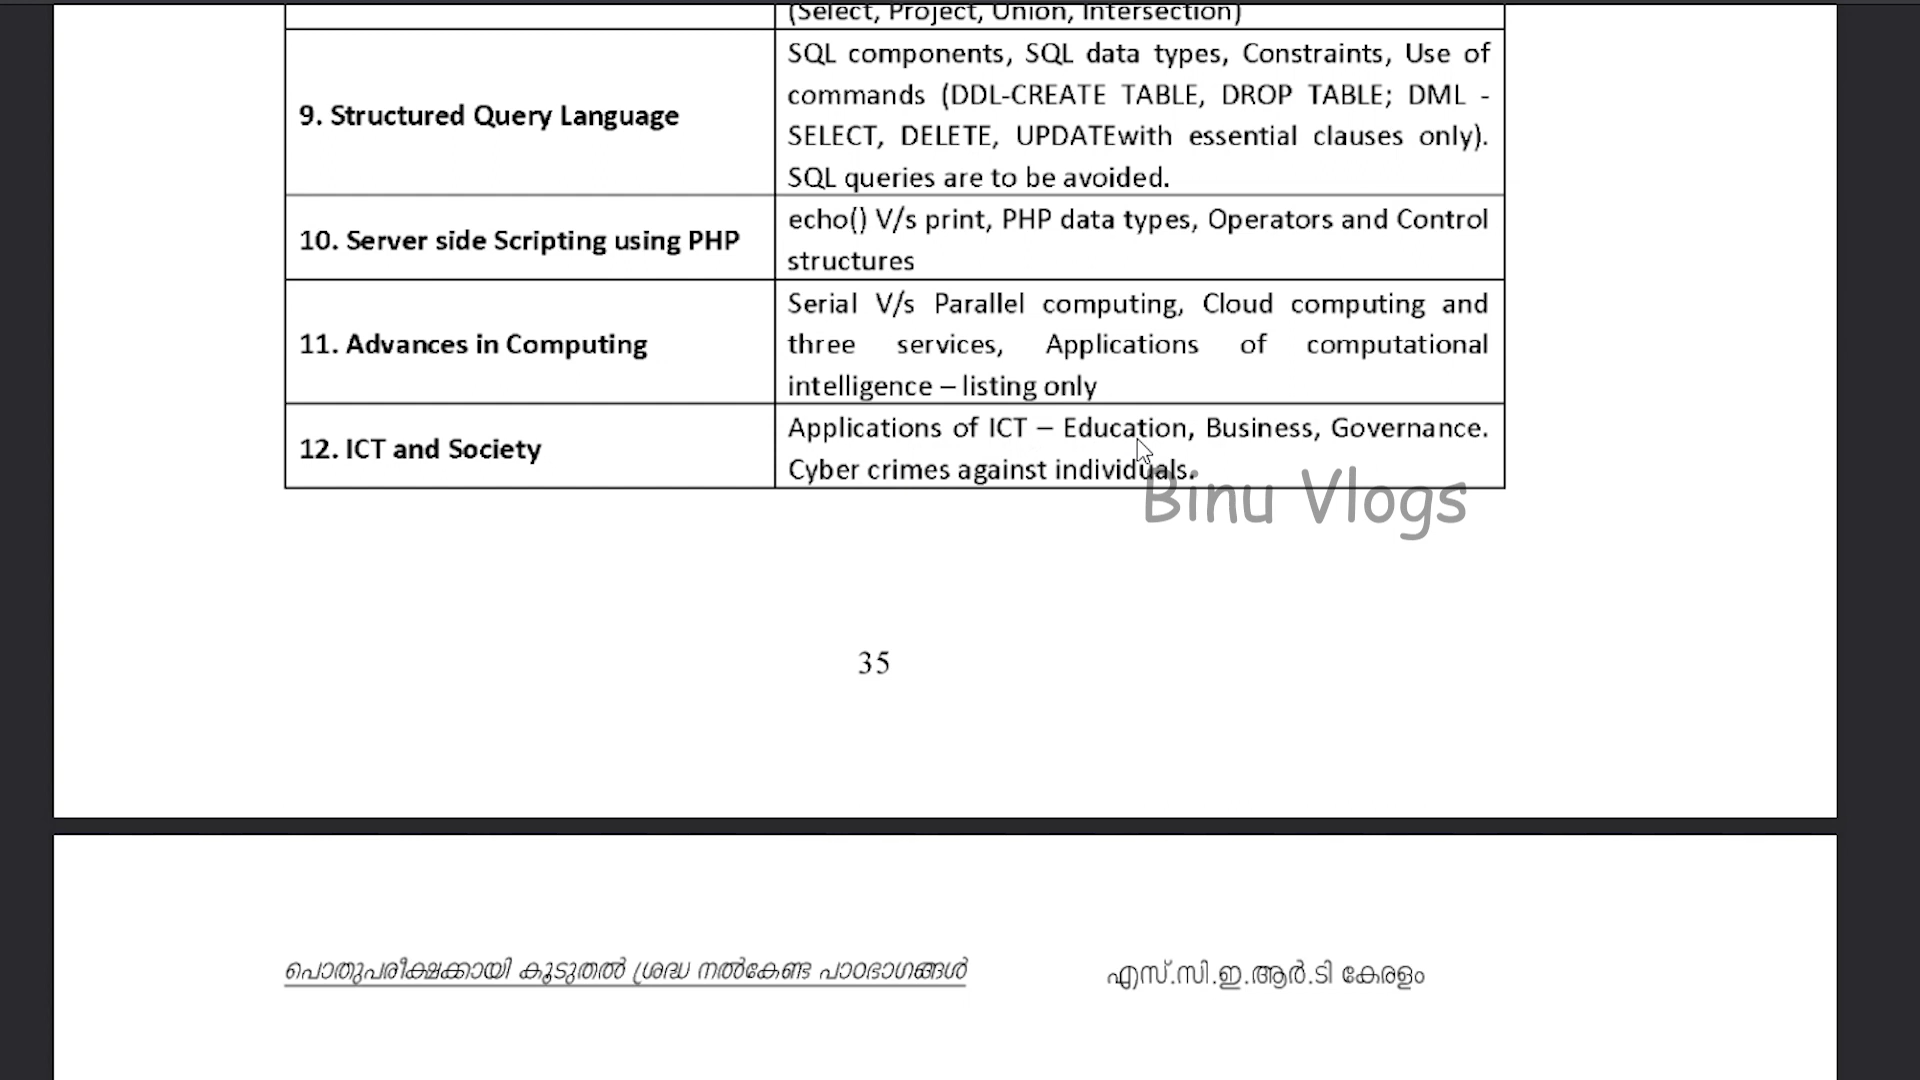 (Select, Project, Union, Intersection)
9. Structured Query Language
SQL components, SQL data types, Constraints, Use of
commands (DDL-CREATE TABLE, DROP TABLE; DML -
SELECT, DELETE, UPDATEwith essential clauses only).
SQL queries are to be avoided.
10. Server side Scripting using PHP
echo() V/s print, PHP data types, Operators and Control
structures
11. Advances in Computing
Serial V/s Parallel computing, Cloud computing and
three services, Applications of computational
intelligence – listing only
12. ICT and Society
Applications of ICT – Education, Business, Governance.
Cyber crimes against individuals.
Binu Vlogs
35
പൊതുപരീക്ഷക്കായി കൂടുതൽ ശ്രദ്ധ നൽകേണ്ട പാഠഭാഗങ്ങൾ
എസ്.സി.ഇ.ആർ.ടി കേരളം